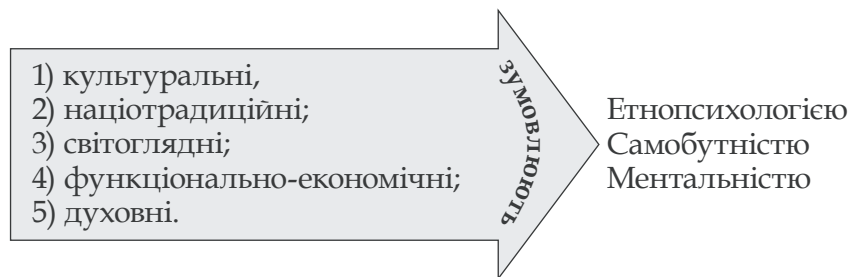 1) культуральні,
2) націотрадиційні;
3) світоглядні;
4) функціонально-економічні;
5) духовні.
зумовлюють
Етнопсихологією
Самобутністю
Ментальністю